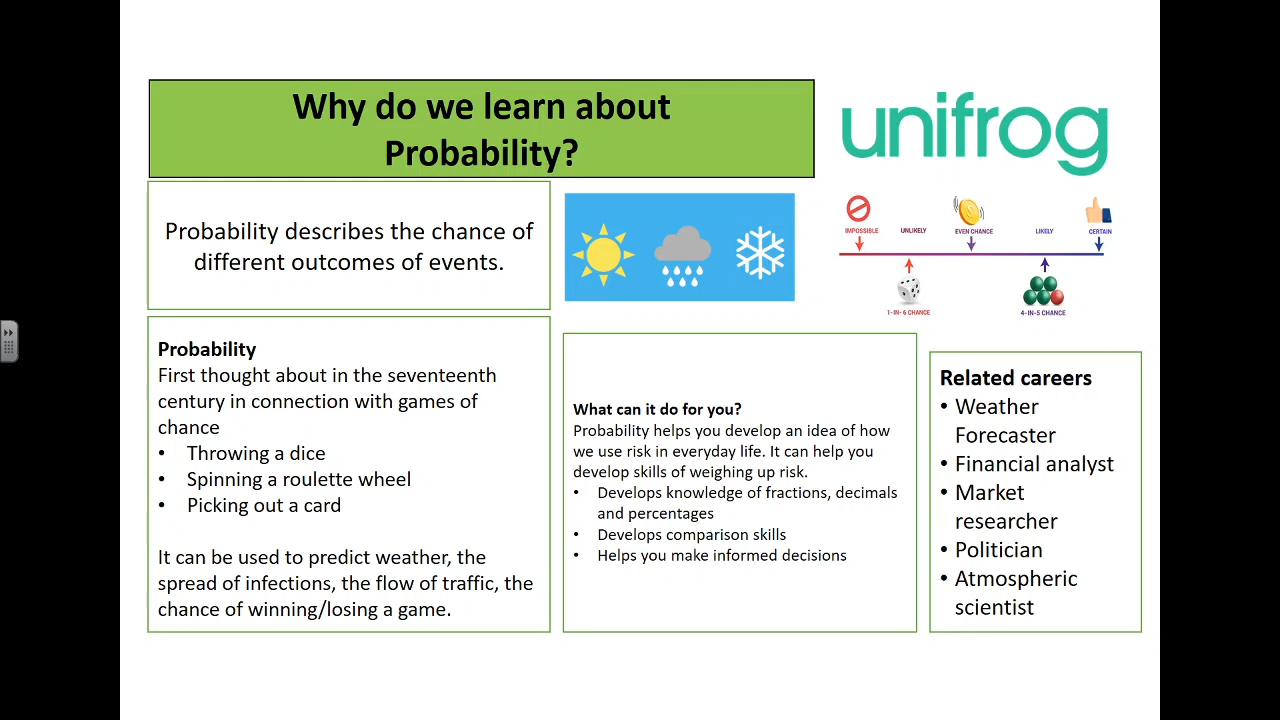 Why do we learn about
Probability?
unifrog
Probability describes the chance of
different outcomes of events.
IMPOSSIBLE
UNLIKELY
EVEN CHANCE
LIKELY
CERTAIN
1-IN- 6 CHANCE
4-IN-5 CHANCE
Probability
First thought about in the seventeenth
century in connection with games of
chance
• Throwing a dice
• Spinning a roulette wheel
• Picking out a card
It can be used to predict weather, the
spread of infections, the flow of traffic, the
chance of winning/losing a game.
What can it do for you?
Probability helps you develop an idea of how
we use risk in everyday life. It can help you
develop skills of weighing up risk.
• Develops knowledge of fractions, decimals
and percentages
• Develops comparison skills
• Helps you make informed decisions
Related careers
• Weather
Forecaster
• Financial analyst
• Market
researcher
• Politician
• Atmospheric
scientist